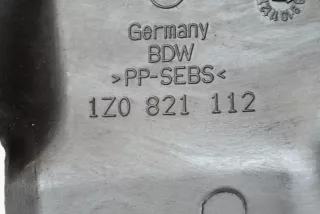 Germany
BDW
>PP-SEBS<
1Z0 821 112